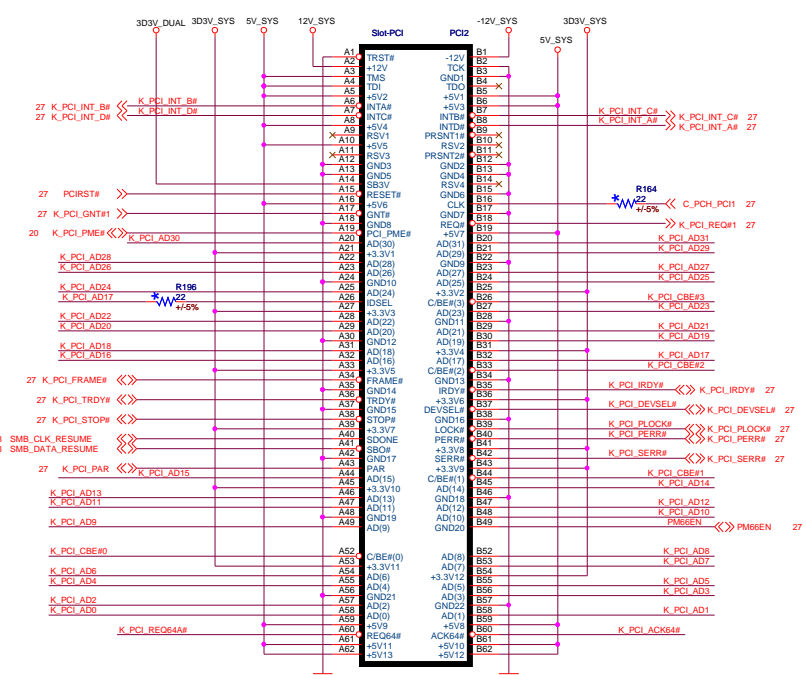 3D3V_DUAL 3D3V_SYS 5V_SYS 12V_SYS -12V_SYS 3D3V_SYS
5V_SYS
Slot-PCI PCI2
A1 TRST# -12V B1
A2 +12V TCK B2
A3 TMS GND1 B3
A4 TDI TDO B4
A5 +5V2 +5V1 B5
K_PCI_INT_B# A6 INTA# +5V3 B6
27 K_PCI_INT_B# K_PCI_INT_D# A7 INTC# INTB# B7 K_PCI_INT_C# K_PCI_INT_C# 27
27 K_PCI_INT_D# A8 +5V4 INTD# B8 K_PCI_INT_A# K_PCI_INT_A# 27
A9 RSV1 PRSNT1# B9
A10 +5V5 RSV2 B10
A11 RSV3 PRSNT2# B11
A12 GND3 GND2 B12
A13 GND5 GND4 B13
A14 SB3V RSV4 B14
27 PCIRST# A15 RESET# GND6 B15
A16 +5V6 CLK B16 R164 22 +/-5% C_PCH_PCI1 27
27 K_PCI_GNT#1 A17 GNT# GND7 B17
A18 GND8 REQ# B18 K_PCI_REQ#1 27
20 K_PCI_PME# A19 PCI_PME# +5V7 B19
K_PCI_AD30 A20 AD(30) AD(31) B20 K_PCI_AD31
A21 +3.3V1 AD(29) B21 K_PCI_AD29
K_PCI_AD28 A22 AD(28) GND9 B22
K_PCI_AD26 A23 AD(26) AD(27) B23 K_PCI_AD27
A24 GND10 AD(25) B24 K_PCI_AD25
K_PCI_AD24 A25 AD(24) +3.3V2 B25
K_PCI_AD17 R196 22 +/-5% A26 IDSEL C/BE#(3) B26 K_PCI_CBE#3
A27 +3.3V3 AD(23) B27 K_PCI_AD23
K_PCI_AD22 A28 AD(22) GND11 B28
K_PCI_AD20 A29 AD(20) AD(21) B29 K_PCI_AD21
A30 GND12 AD(19) B30 K_PCI_AD19
K_PCI_AD18 A31 AD(18) +3.3V4 B31
K_PCI_AD16 A32 AD(16) AD(17) B32 K_PCI_AD17
A33 +3.3V5 C/BE#(2) B33 K_PCI_CBE#2
27 K_PCI_FRAME# A34 FRAME# GND13 B34
A35 GND14 IRDY# B35 K_PCI_IRDY# K_PCI_IRDY# 27
27 K_PCI_TRDY# A36 TRDY# +3.3V6 B36
A37 GND15 DEVSEL# B37 K_PCI_DEVSEL# K_PCI_DEVSEL# 27
27 K_PCI_STOP# A38 STOP# GND16 B38
A39 +3.3V7 LOCK# B39 K_PCI_PLOCK# K_PCI_PLOCK# 27
SMB_CLK_RESUME A40 SDONE PERR# B40 K_PCI_PERR# K_PCI_PERR# 27
SMB_DATA_RESUME A41 SBO# +3.3V8 B41
A42 GND17 SERR# B42 K_PCI_SERR# K_PCI_SERR# 27
27 K_PCI_PAR A43 PAR +3.3V9 B43
K_PCI_AD15 A44 AD(15) C/BE#(1) B44 K_PCI_CBE#1
A45 +3.3V10 AD(14) B45 K_PCI_AD14
K_PCI_AD13 A46 AD(13) GND18 B46
K_PCI_AD11 A47 AD(11) AD(12) B47 K_PCI_AD12
A48 GND19 AD(10) B48 K_PCI_AD10
K_PCI_AD9 A49 AD(9) GND20 B49 PM66EN PM66EN 27
K_PCI_CBE#0 A52 C/BE#(0) AD(8) B52 K_PCI_AD8
A53 +3.3V11 AD(7) B53 K_PCI_AD7
K_PCI_AD6 A54 AD(6) +3.3V12 B54
K_PCI_AD4 A55 AD(4) AD(5) B55 K_PCI_AD5
A56 GND21 AD(3) B56 K_PCI_AD3
K_PCI_AD2 A57 AD(2) GND22 B57
K_PCI_AD0 A58 AD(0) AD(1) B58 K_PCI_AD1
A59 +5V9 +5V8 B59
K_PCI_REQ64A# A60 REQ64# ACK64# B60 K_PCI_ACK64#
A61 +5V11 +5V10 B61
A62 +5V13 +5V12 B62